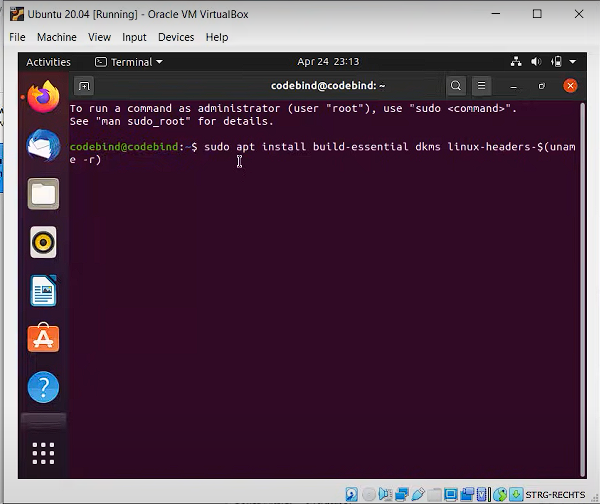 Ubuntu 20.04 [Running] - Oracle VM VirtualBox
File Machine View Input Devices Help
Activities Terminal Apr 24 23:13
codebind@codebind: ~
To run a command as administrator (user "root"), use "sudo <command>".
See "man sudo_root" for details.
codebind@codebind:~$ sudo apt install build-essential dkms linux-headers-$(unam
e -r)
STRG-RECHTS